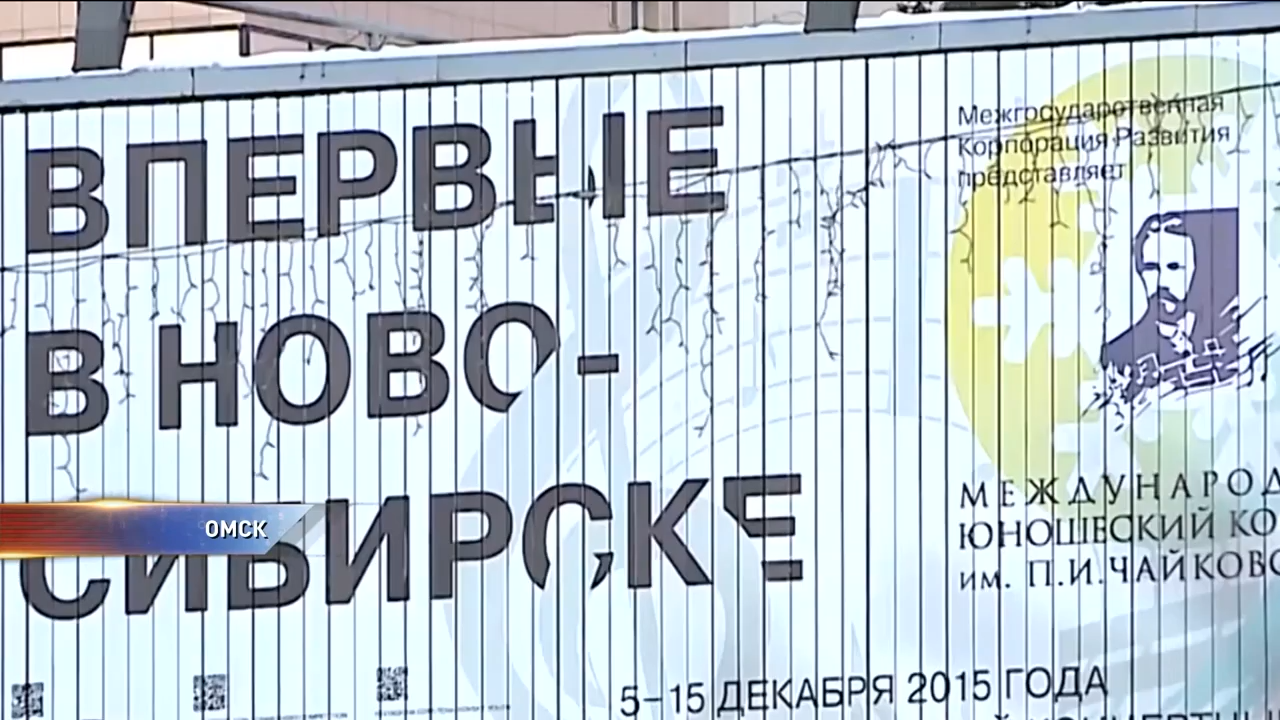 ВПЕРВЫЕ
В НОВО-
СИБИРСКЕ
ОМСК
Межгосударственная
Корпорация Развития
представляет
МЕЖДУНАРОД
ЮНОШЕСКИЙ КО
ИМ. П.И.ЧАЙКОВС
5-15 ДЕКАБРЯ 2015 ГОДА